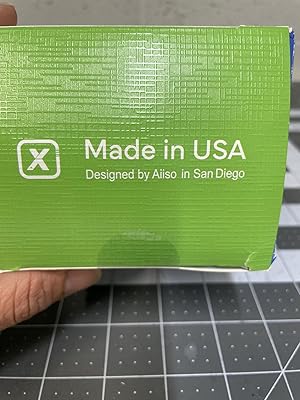 X
Made in USA
Designed by Aiiso in San Diego